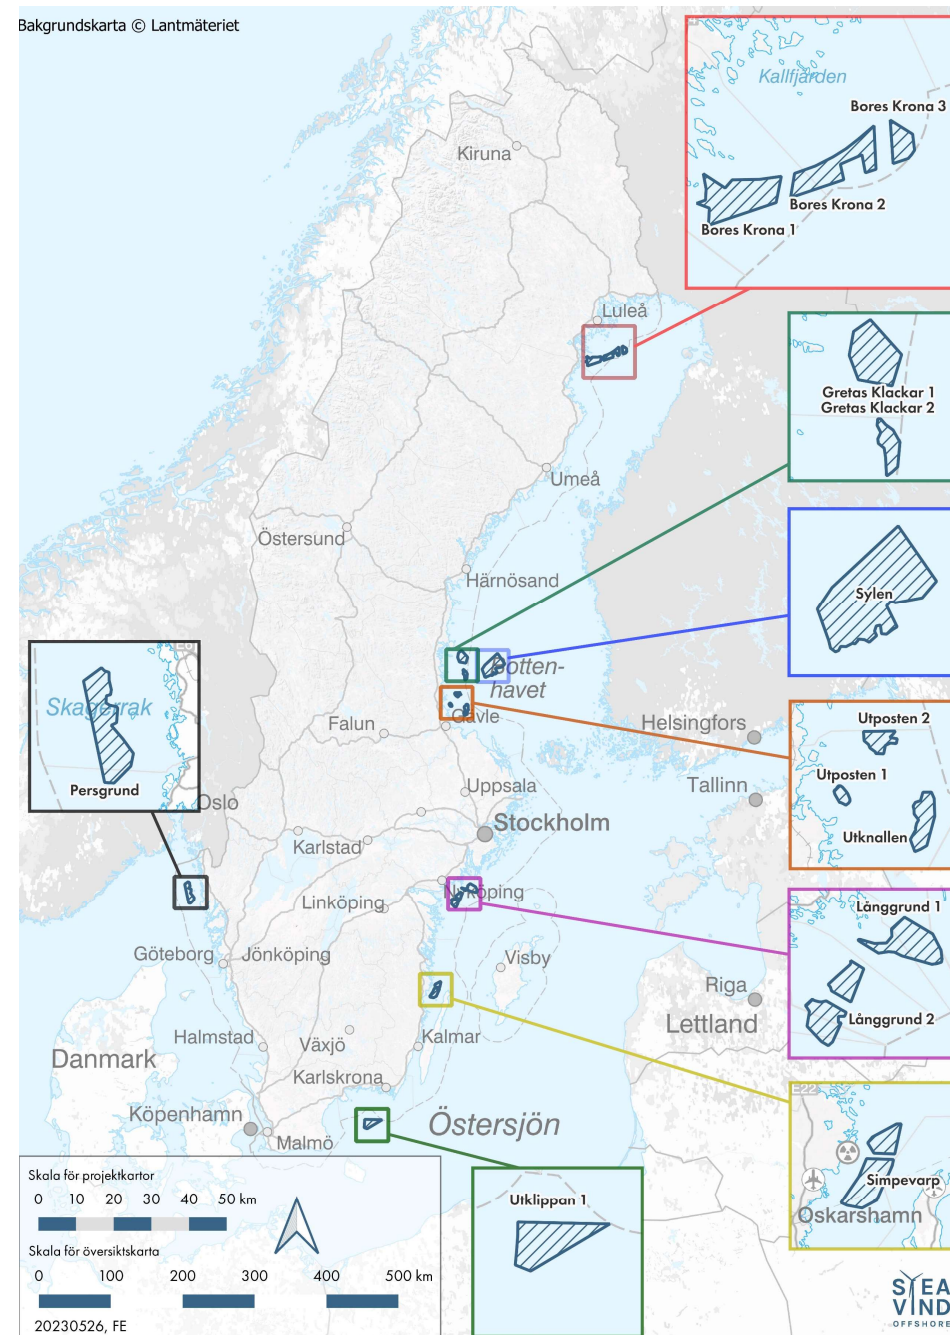 Bakgrundskarta © Lantmäteriet
Kallfjärden
Bores Krona 3
Bores Krona 2
Bores Krona 1
Kiruna
Luleå
Gretas Klackar 1
Gretas Klackar 2
Umeå
Östersund
Härnösand
Sylen
Botten-
havet
Skagerrak
Persgrund
E6
Gävle
Falun
Helsingfors
Utposten 2
Utposten 1
Utknallen
Oslo
Uppsala
Tallinn
Stockholm
Karlstad
Norrköping
Linköping
Långgrund 1
Långgrund 2
Göteborg
Jönköping
Visby
Riga
Lettland
Halmstad
Växjö
Kalmar
Danmark
Karlskrona
Köpenhamn
Malmö
Östersjön
E22
Simpevarp
Oskarshamn
Utklippan 1
Skala för projektkartor
0 10 20 30 40 50 km
Skala för översiktskarta
0 100 200 300 400 500 km
20230526, FE
SVEA
VIND
OFFSHORE